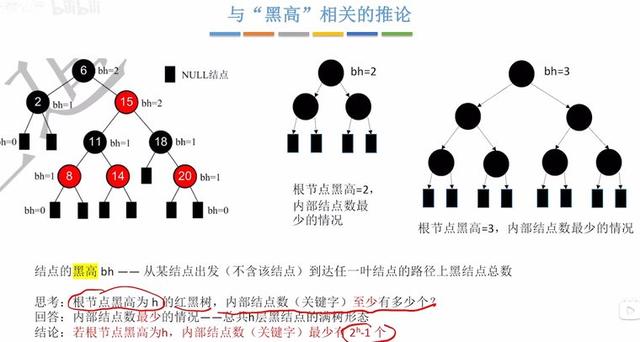 bilibili
与“黑高”相关的推论
6 bh=2
NULL结点
bh=2
bh=3
2 bh=1
15 bh=2
bh=0
11 bh=1
18 bh=1
bh=1 8
14
20 bh=1
bh=0
bh=0
根节点黑高=2，
内部结点数最
少的情况
根节点黑高=3，内部结点数最少的情况
结点的黑高 bh —— 从某结点出发（不含该结点）到达任一叶结点的路径上黑结点总数
思考：根节点黑高为 h 的红黑树，内部结点数（关键字）至少有多少个？
回答：内部结点数最少的情况——总共h层黑结点的满树形态
结论：若根节点黑高为h，内部结点数（关键字）最少有 2h-1 个